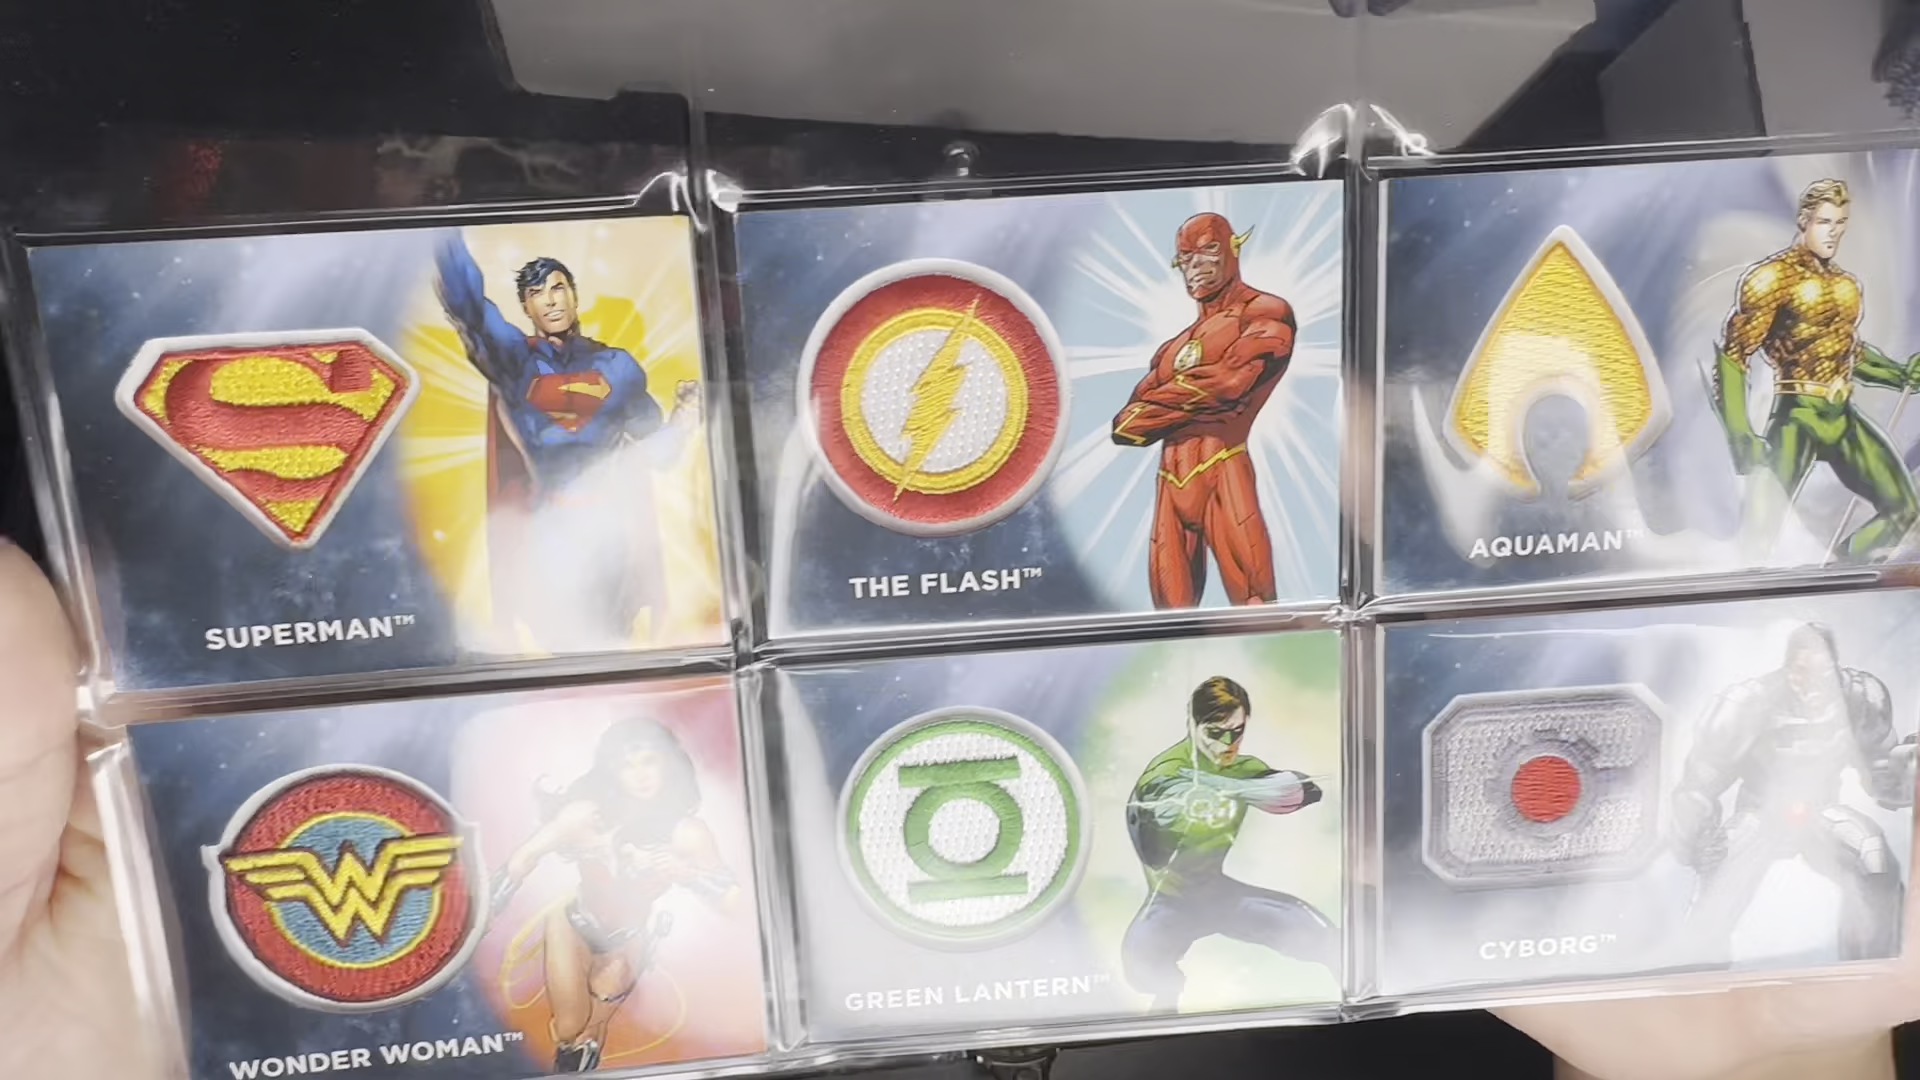 SUPERMAN™
THE FLASH™
AQUAMAN™
WONDER WOMAN™
GREEN LANTERN™
CYBORG™